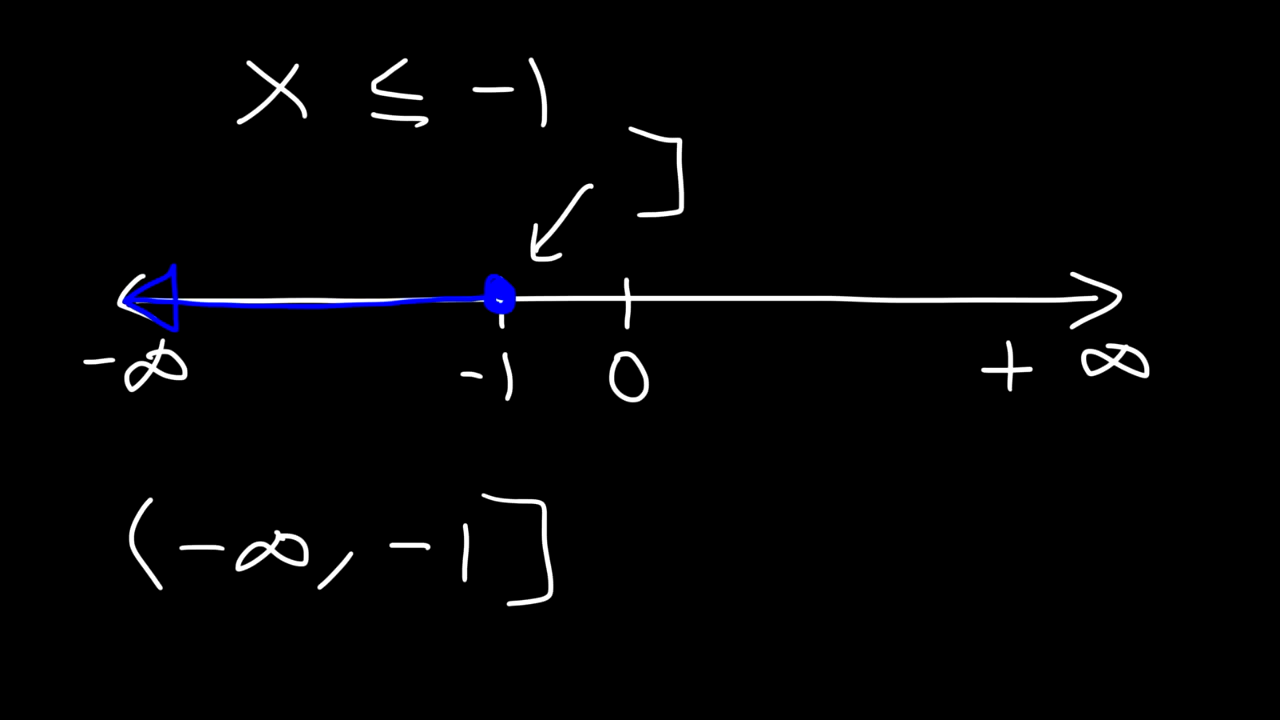 x ≤ -1
]
-∞ -1 0 + ∞
(-∞, -1]